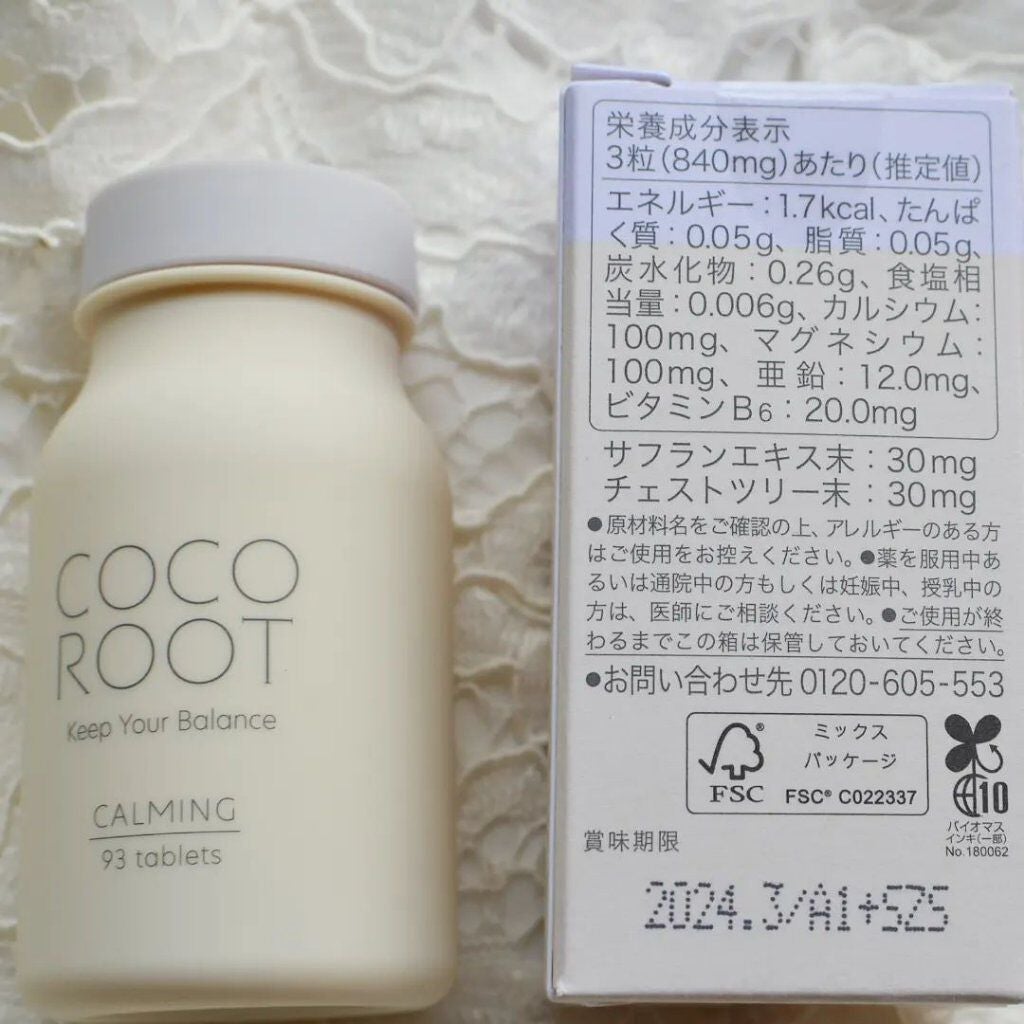 COCO
ROOT
Keep Your Balance
CALMING
93 tablets
栄養成分表示
3粒(840mg)あたり(推定値)
エネルギー:1.7kcal、たんぱ
く質:0.05g、脂質:0.05g、
炭水化物:0.26g、食塩相
当量:0.006g、カルシウム:
100mg、マグネシウム:
100mg、亜鉛:12.0mg、
ビタミンB6:20.0mg
サフランエキス末:30mg
チェストツリー末:30mg
●原材料名をご確認の上、アレルギーのある方
はご使用をお控えください。●薬を服用中あ
るいは通院中の方もしくは妊娠中、授乳中の
方は、医師にご相談ください。●ご使用が終
わるまでこの箱は保管しておいてください。
●お問い合わせ先 0120-605-553
FSC®
ミックス
パッケージ
FSC® C022337
10
バイオマス
インキ(一部)
No.180062
賞味期限
2024.3/A1+SZ5